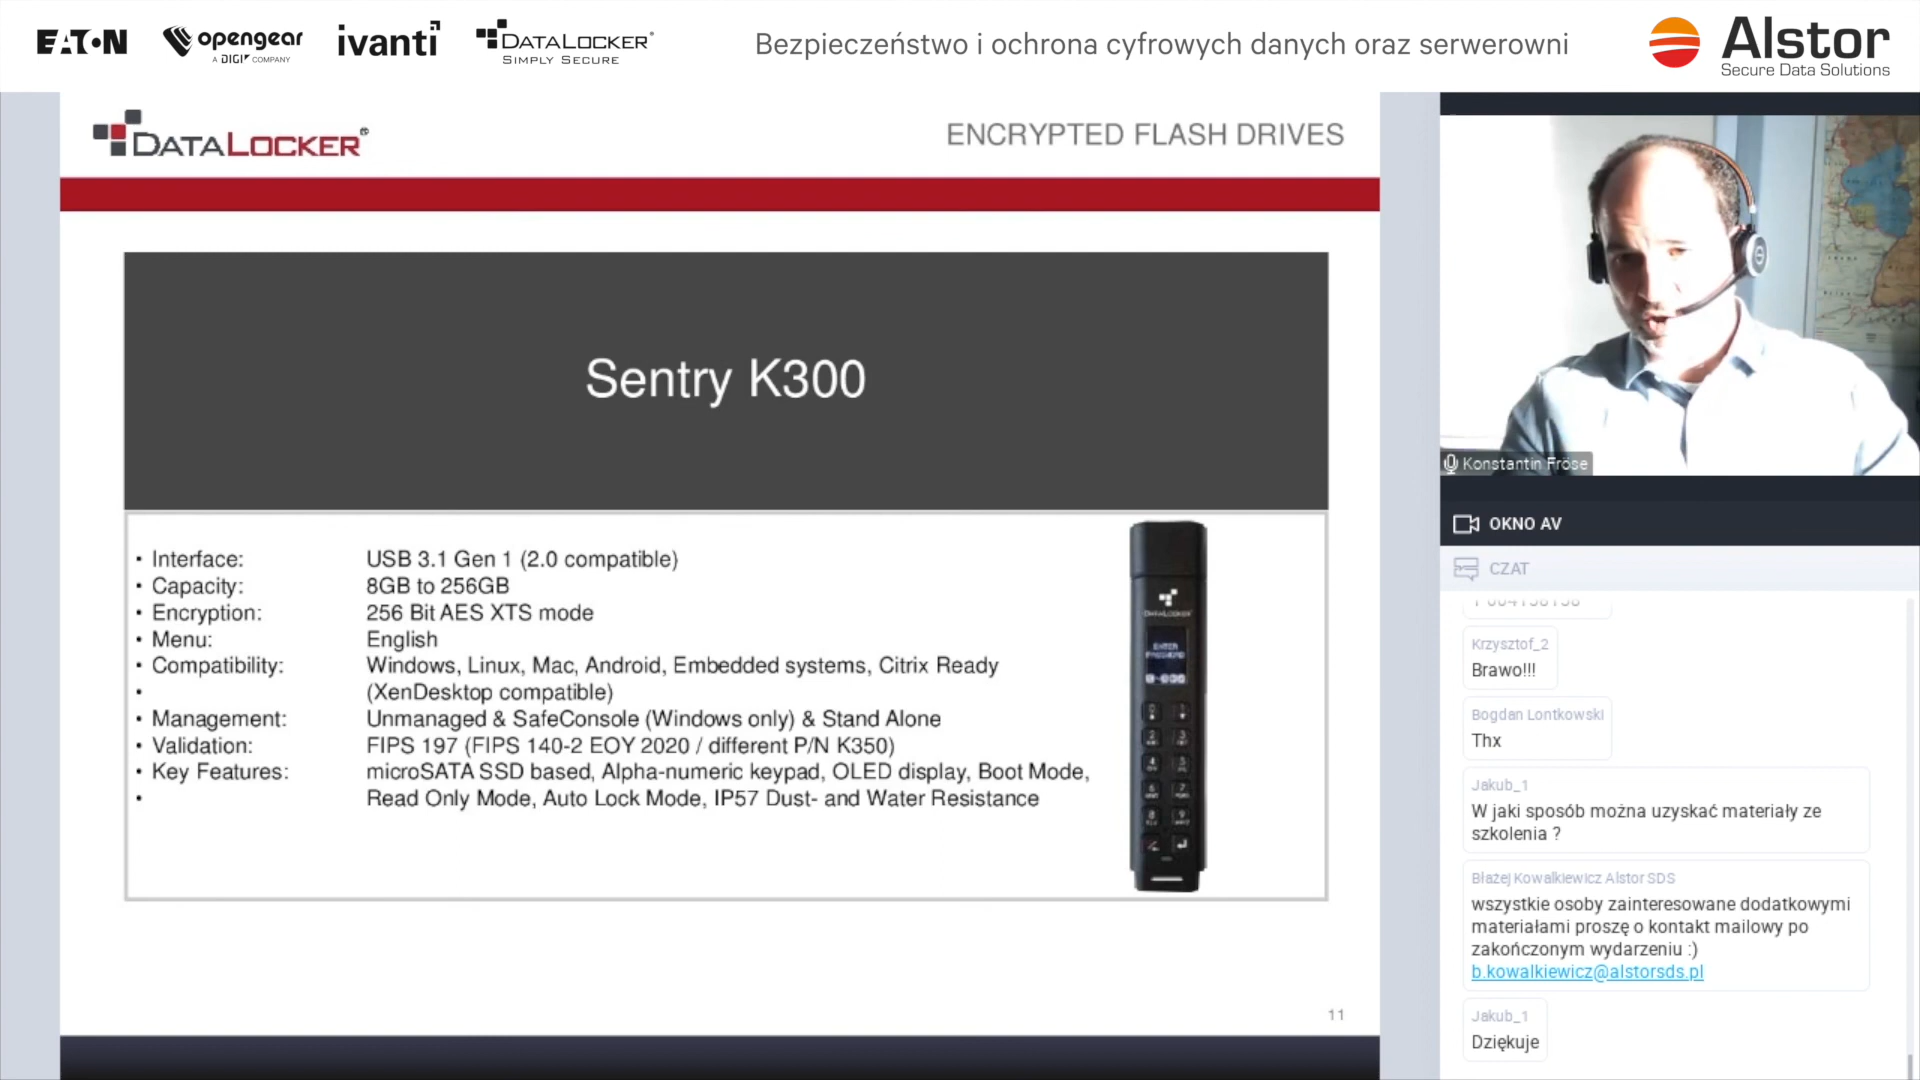 EATON
opengear
A DIGI COMPANY
ivanti
DATALOCKER
SIMPLY SECURE
Bezpieczeństwo i ochrona cyfrowych danych oraz serwerowni
Alstor
Secure Data Solutions
DATALOCKER®
ENCRYPTED FLASH DRIVES
Sentry K300
• Interface: USB 3.1 Gen 1 (2.0 compatible)
• Capacity: 8GB to 256GB
• Encryption: 256 Bit AES XTS mode
• Menu: English
• Compatibility: Windows, Linux, Mac, Android, Embedded systems, Citrix Ready
• (XenDesktop compatible)
• Management: Unmanaged & SafeConsole (Windows only) & Stand Alone
• Validation: FIPS 197 (FIPS 140-2 EOY 2020 / different P/N K350)
• Key Features: microSATA SSD based, Alpha-numeric keypad, OLED display, Boot Mode,
• Read Only Mode, Auto Lock Mode, IP57 Dust- and Water Resistance
DATALOCKER
ENTER
PASSWORD
11
Konstantin Fröse
OKNO AV
CZAT
Krzysztof_2
Brawo!!!
Bogdan Lontkowski
Thx
Jakub_1
W jaki sposób można uzyskać materiały ze
szkolenia ?
Błażej Kowalkiewicz Alstor SDS
wszystkie osoby zainteresowane dodatkowymi
materiałami proszę o kontakt mailowy po
zakończonym wydarzeniu :)
b.kowalkiewicz@alstorsds.pl
Jakub_1
Dziękuje